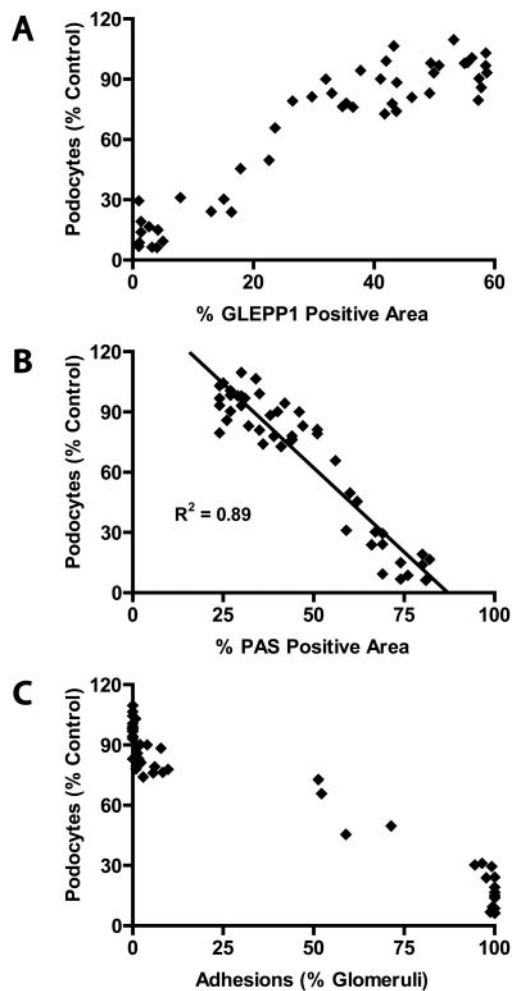 A
Podocytes (% Control)
120
90
60
30
0
0 20 40 60
% GLEPP1 Positive Area
B
Podocytes (% Control)
120
90
60
30
0
R² = 0.89
0 25 50 75 100
% PAS Positive Area
C
Podocytes (% Control)
120
90
60
30
0
0 25 50 75 100
Adhesions (% Glomeruli)